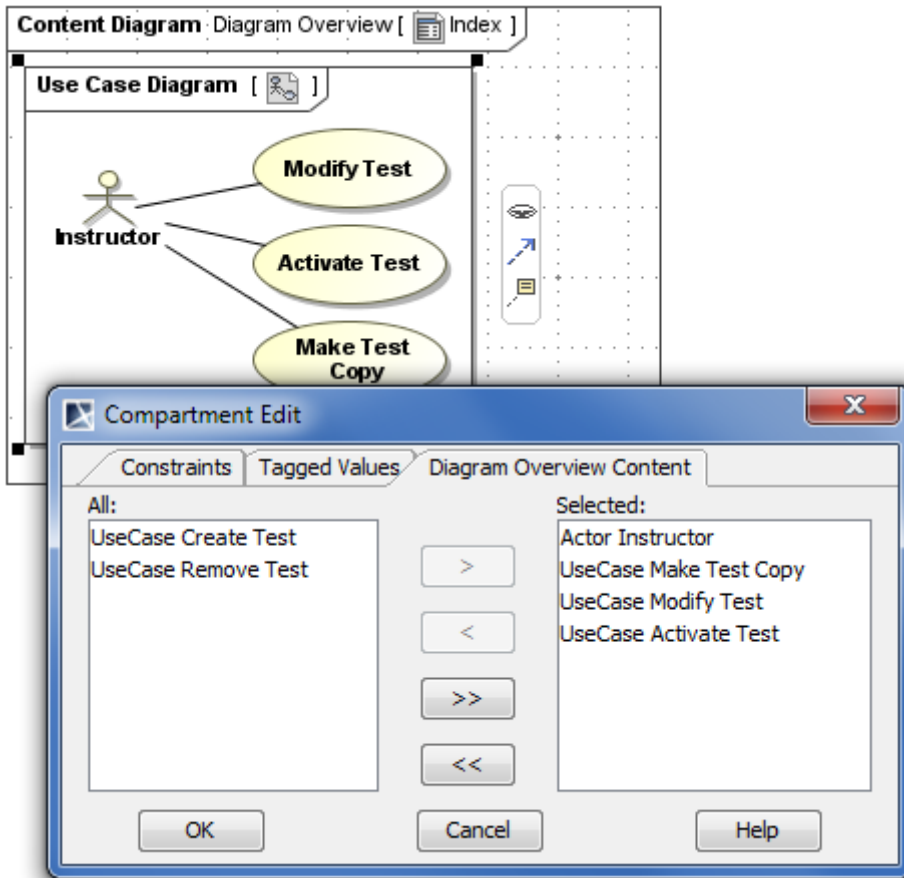 Content Diagram Diagram Overview [ Index ]
Use Case Diagram [ ]
Modify Test
Instructor
Activate Test
Make Test
Copy
Compartment Edit
X
Constraints Tagged Values Diagram Overview Content
All: Selected:
UseCase Create Test Actor Instructor
UseCase Remove Test UseCase Make Test Copy
UseCase Modify Test
UseCase Activate Test
>
<
>>
<<
OK Cancel Help